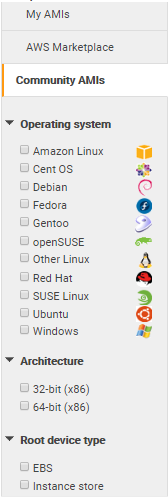 My AMIs
AWS Marketplace
Community AMIs
Operating system
Amazon Linux
Cent OS
Debian
Fedora
Gentoo
openSUSE
Other Linux
Red Hat
SUSE Linux
Ubuntu
Windows
Architecture
32-bit (x86)
64-bit (x86)
Root device type
EBS
Instance store